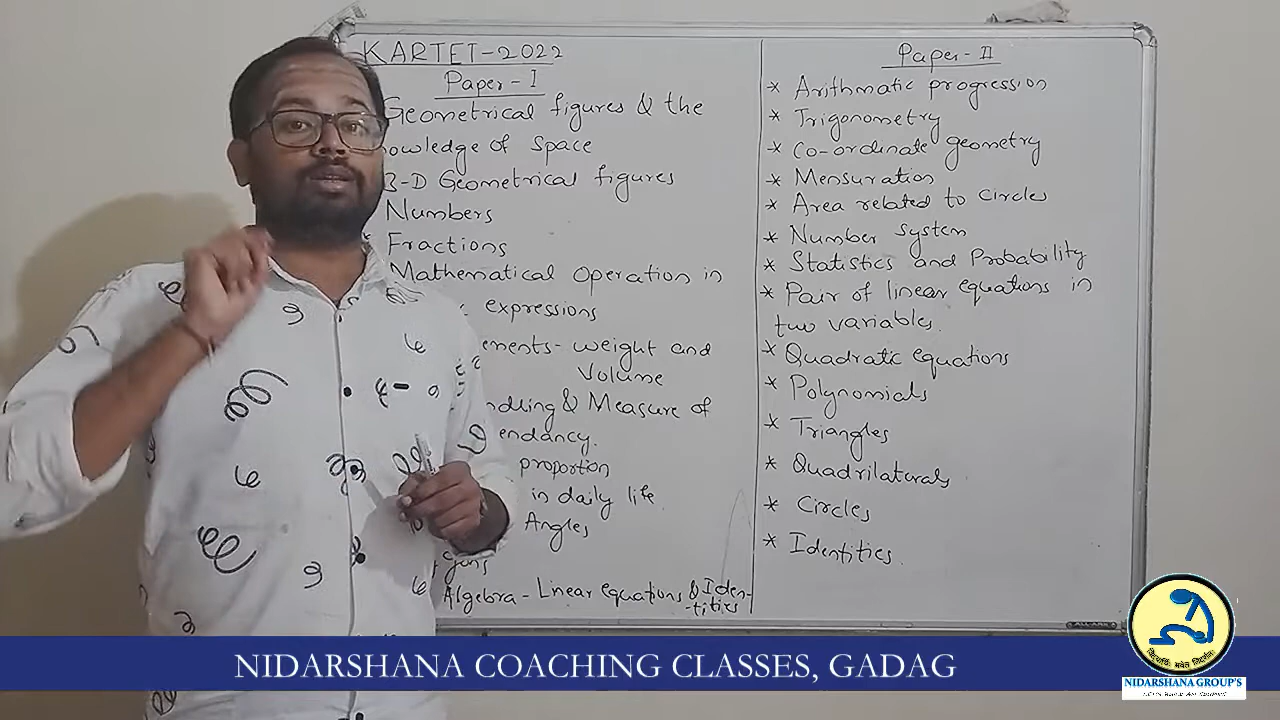 KARTET-2022
Paper - I
Geometrical figures & the
owledge of space
3-D Geometrical figures
Numbers
* Fractions
Mathematical operation in
expressions
ements- weight and
Volume
ndling & Measure of
endancy.
proportion
in daily life
Angles
gons
Algebra - Linear equations & Iden-
-tities
Paper - II
* Arithmatic progression
* Trigonometry
* Co-ordinate geometry
* Mensuration
* Area related to circles
* Number system
* Statistics and Probability
* Pair of linear equations in
two variables.
* Quadratic equations
* Polynomials
* Triangles
* Quadrilaterals
* Circles
* Identities.
NIDARSHANA COACHING CLASSES, GADAG
NIDARSHANA GROUP'S